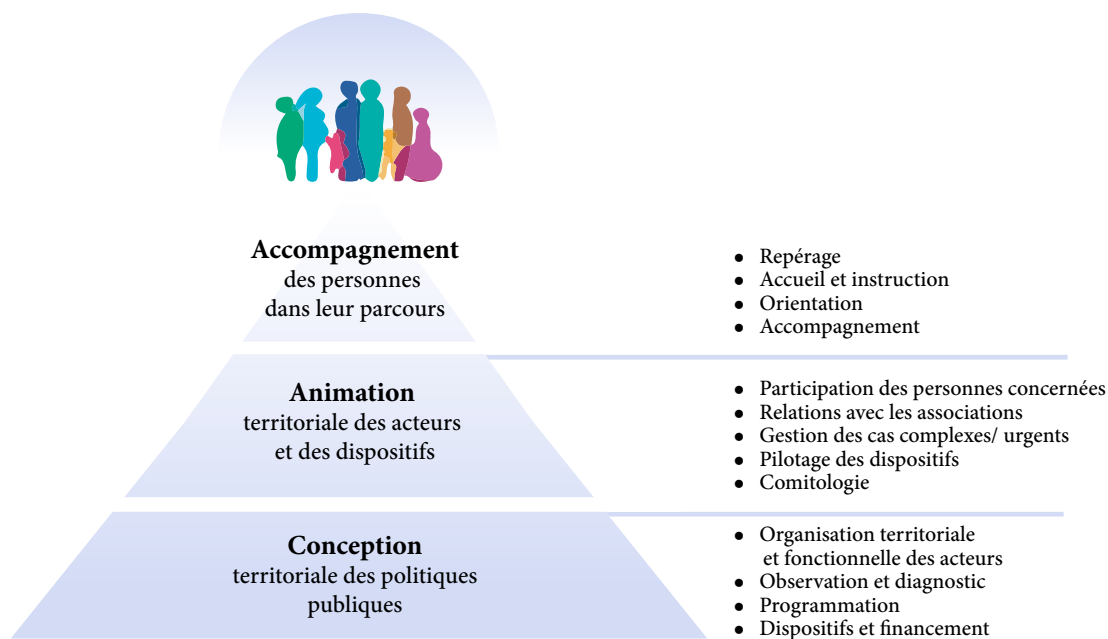 Accompagnement
des personnes
dans leur parcours
● Repérage
● Accueil et instruction
● Orientation
● Accompagnement
Animation
territoriale des acteurs
et des dispositifs
● Participation des personnes concernées
● Relations avec les associations
● Gestion des cas complexes/ urgents
● Pilotage des dispositifs
● Comitologie
Conception
territoriale des politiques
publiques
● Organisation territoriale
et fonctionnelle des acteurs
● Observation et diagnostic
● Programmation
● Dispositifs et financement